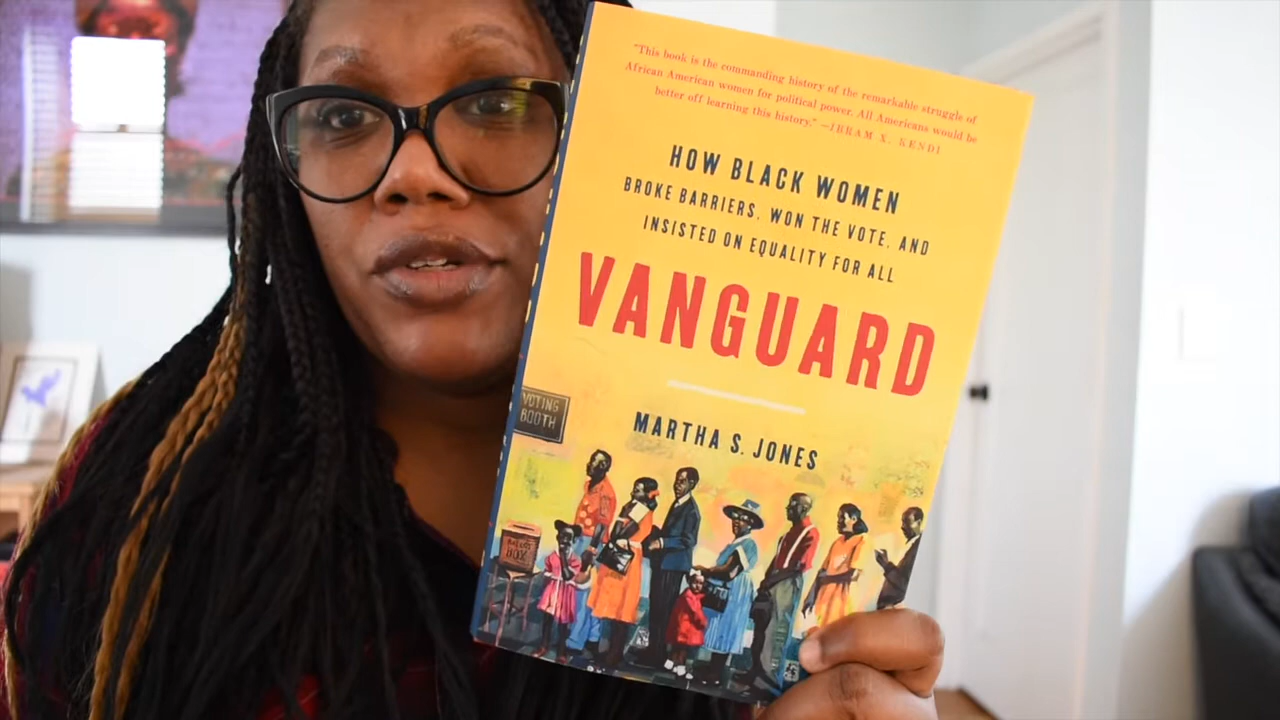 "This book is the commanding history of the remarkable struggle of
African American women for political power. All Americans would be
better off learning this history." —IBRAM X. KENDI
HOW BLACK WOMEN
BROKE BARRIERS, WON THE VOTE, AND
INSISTED ON EQUALITY FOR ALL
VANGUARD
MARTHA S. JONES
VOTING
BOOTH
BALLOT
BOX